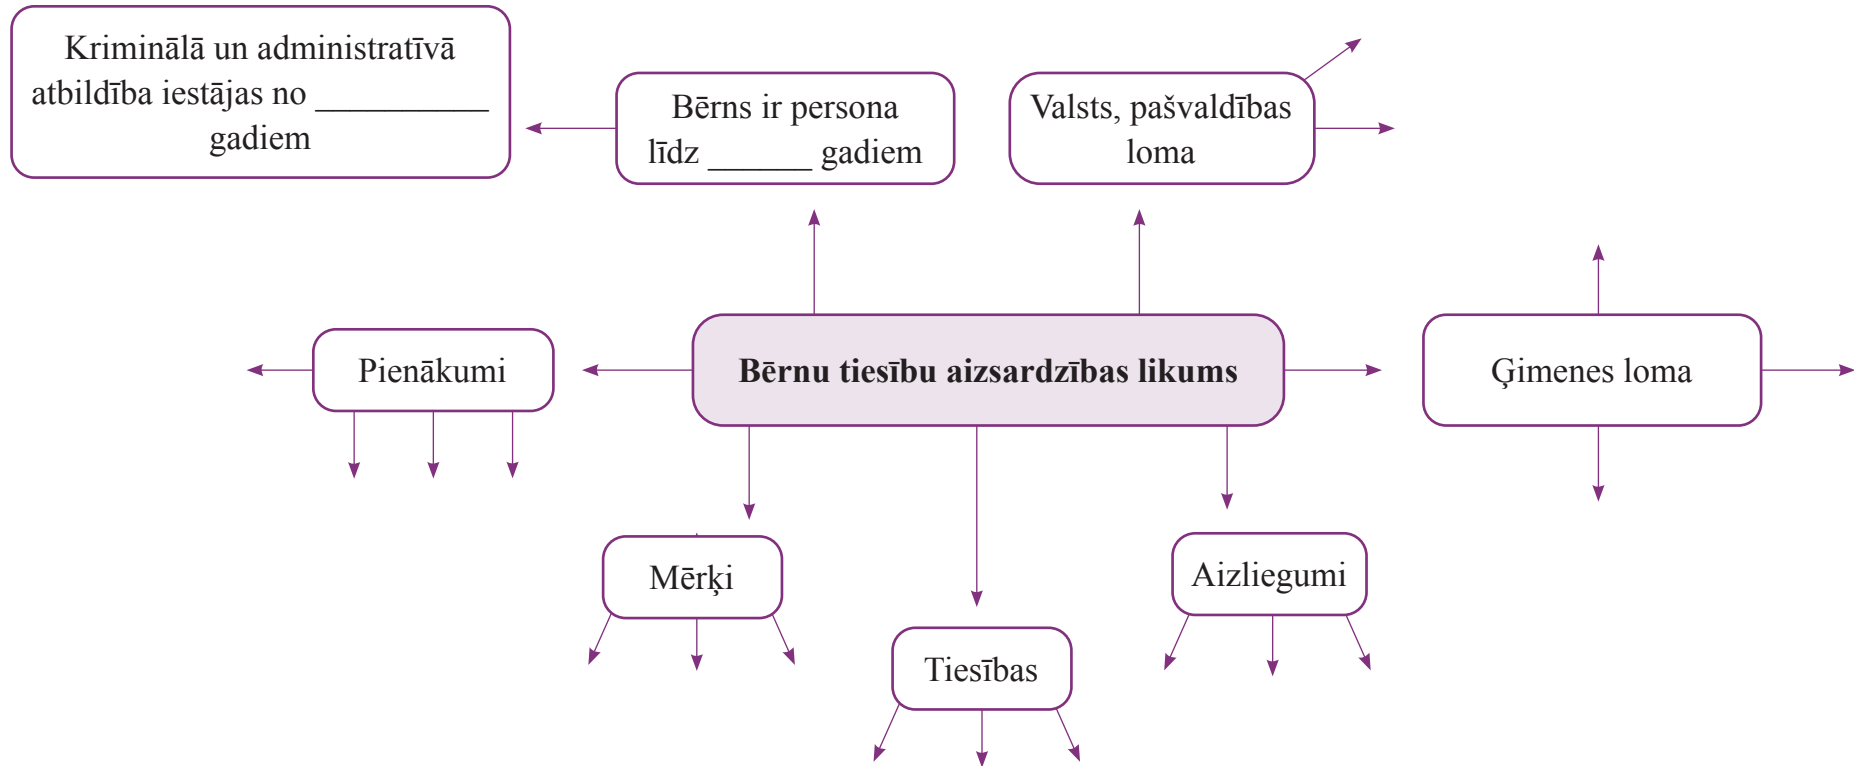 Kriminālā un administratīvā
atbildība iestājas no __________
gadiem
Bērns ir persona
līdz ______ gadiem
Valsts, pašvaldības
loma
Pienākumi
Bērnu tiesību aizsardzības likums
Ģimenes loma
Mērķi
Aizliegumi
Tiesības